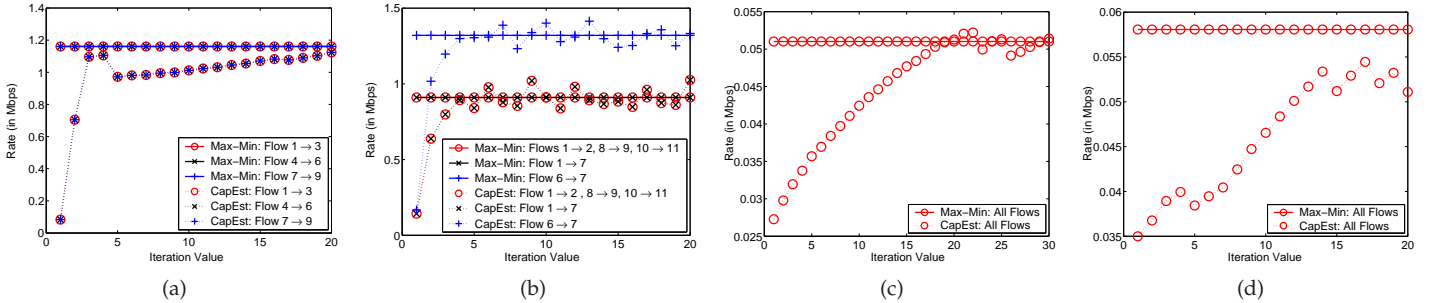 1.4
1.2
1
0.8
0.6
0.4
0.2
0
0
5
10
15
20
Rate (in Mbps)
Iteration Value
Max−Min: Flow 1 → 3
Max−Min: Flow 4 → 6
Max−Min: Flow 7 → 9
CapEst: Flow 1 → 3
CapEst: Flow 4 → 6
CapEst: Flow 7 → 9
(a)
1.5
1
0.5
0
0
5
10
15
20
Rate (in Mbps)
Iteration Value
Max−Min: Flows 1 → 2, 8 → 9, 10 → 11
Max−Min: Flow 1 → 7
Max−Min: Flow 6 → 7
CapEst: Flow 1 → 2 , 8 → 9, 10 → 11
CapEst: Flow 1 → 7
CapEst: Flow 6 → 7
(b)
0.055
0.05
0.045
0.04
0.035
0.03
0.025
0
5
10
15
20
25
30
Rate (in Mbps)
Iteration Value
Max−Min: All Flows
CapEst: All Flows
(c)
0.06
0.055
0.05
0.045
0.04
0.035
0
5
10
15
20
Rate (in Mbps)
Iteration Value
Max−Min: All Flows
CapEst: All Flows
(d)